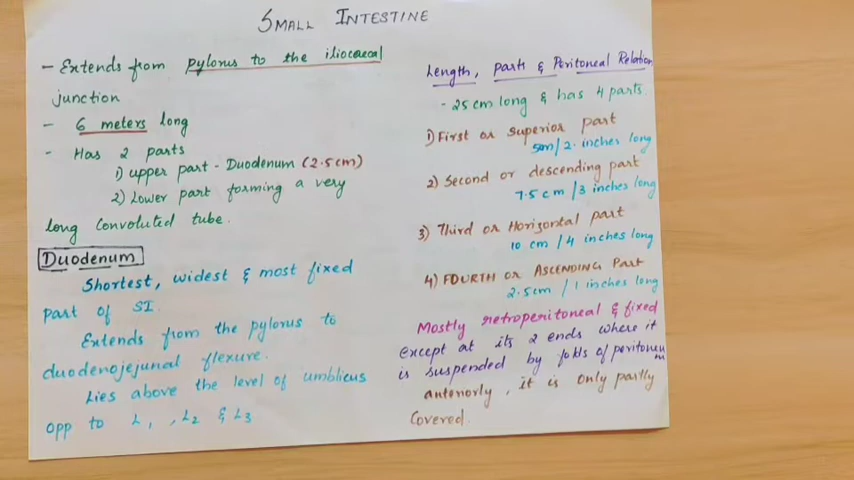 SMALL INTESTINE
- Extends from pylorus to the iliocaecal
junction
- 6 meters long
- Has 2 parts
1) upper part - Duodenum (2.5cm)
2) Lower part forming a very
long convoluted tube.
Duodenum
Shortest, widest & most fixed
part of SI.
Extends from the pylorus to
duodenojejunal flexure.
Lies above the level of umblicus
opp to L1, L2 & L3
Length, parts & Peritoneal Relation
- 25cm long & has 4 parts.
1) First or superior part
5cm/2 inches long
2) Second or descending part
7.5 cm / 3 inches long
3) Third or Horizontal part
10 cm / 4 inches long
4) FOURTH or ASCENDING Part
2.5cm / 1 inches long
Mostly retroperitoneal & fixed
except at its 2 ends where it
is suspended by folds of peritoneum
anteriorly, it is only partly
Covered.